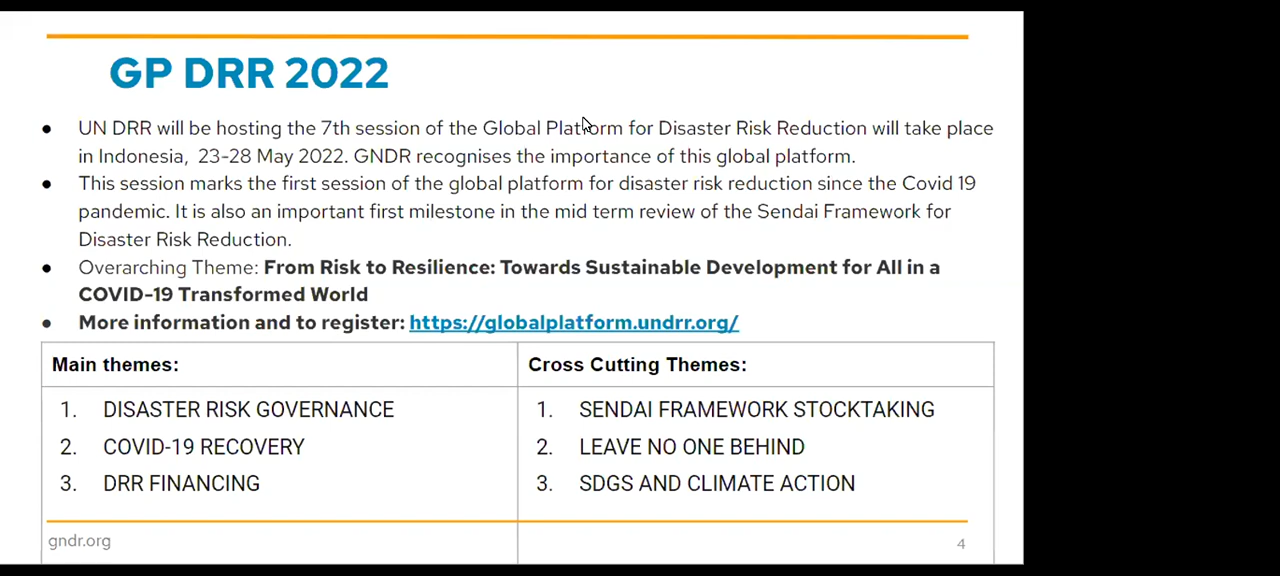 GP DRR 2022
● UN DRR will be hosting the 7th session of the Global Platform for Disaster Risk Reduction will take place
in Indonesia, 23-28 May 2022. GNDR recognises the importance of this global platform.
● This session marks the first session of the global platform for disaster risk reduction since the Covid 19
pandemic. It is also an important first milestone in the mid term review of the Sendai Framework for
Disaster Risk Reduction.
● Overarching Theme: From Risk to Resilience: Towards Sustainable Development for All in a
COVID-19 Transformed World
● More information and to register: https://globalplatform.undrr.org/
Main themes:
1. DISASTER RISK GOVERNANCE
2. COVID-19 RECOVERY
3. DRR FINANCING
Cross Cutting Themes:
1. SENDAI FRAMEWORK STOCKTAKING
2. LEAVE NO ONE BEHIND
3. SDGS AND CLIMATE ACTION
gndr.org
4